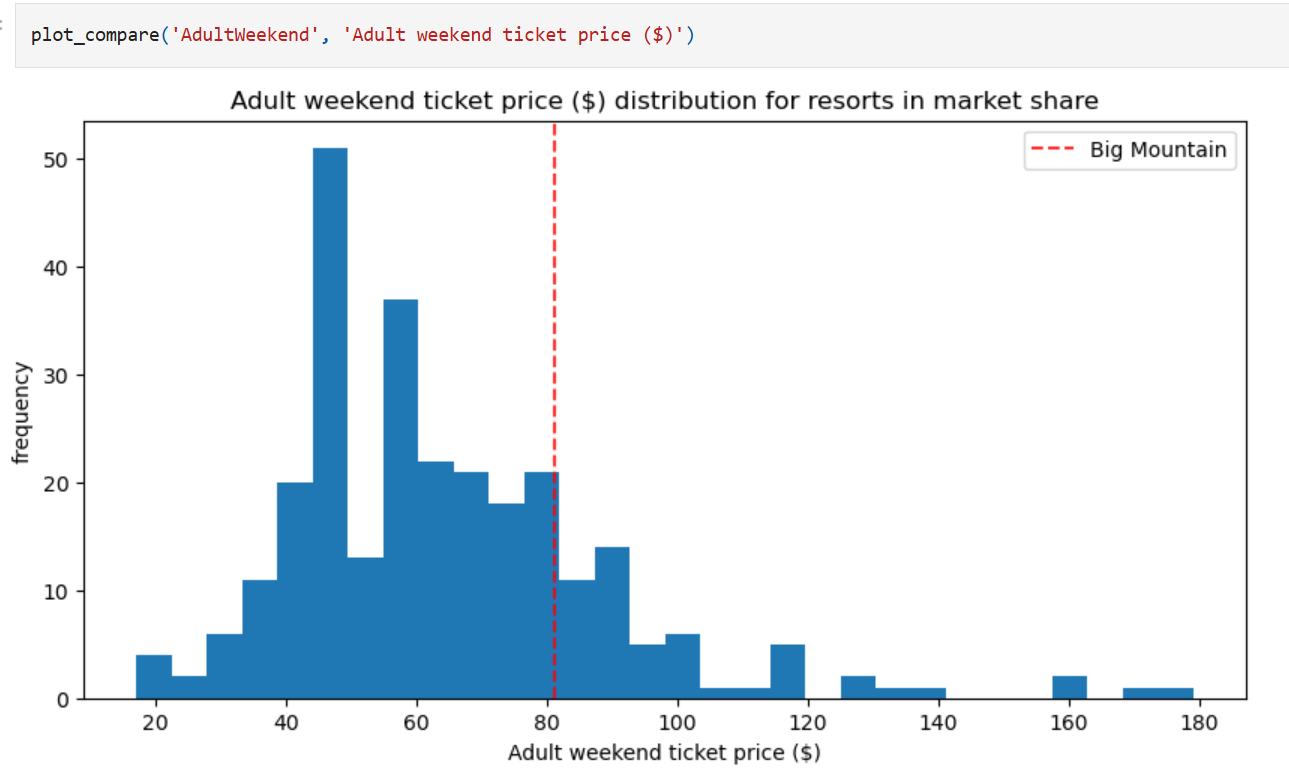 plot_compare('AdultWeekend', 'Adult weekend ticket price ($)')
Adult weekend ticket price ($) distribution for resorts in market share
Big Mountain
50
40
30
20
10
0
frequency
20 40 60 80 100 120 140 160 180
Adult weekend ticket price ($)